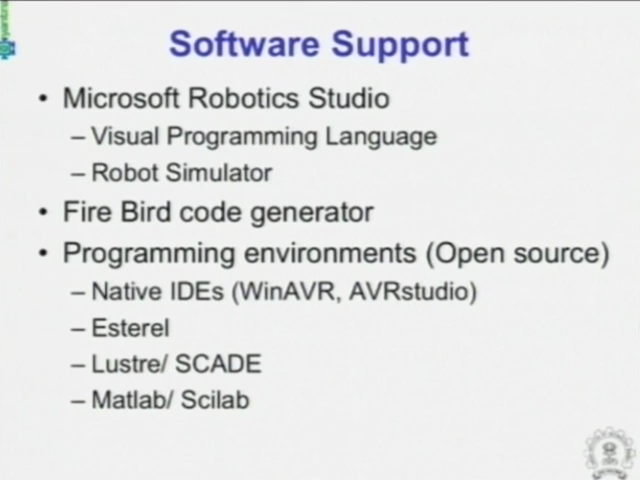 Software Support
• Microsoft Robotics Studio
– Visual Programming Language
– Robot Simulator
• Fire Bird code generator
• Programming environments (Open source)
– Native IDEs (WinAVR, AVRstudio)
– Esterel
– Lustre/ SCADE
– Matlab/ Scilab